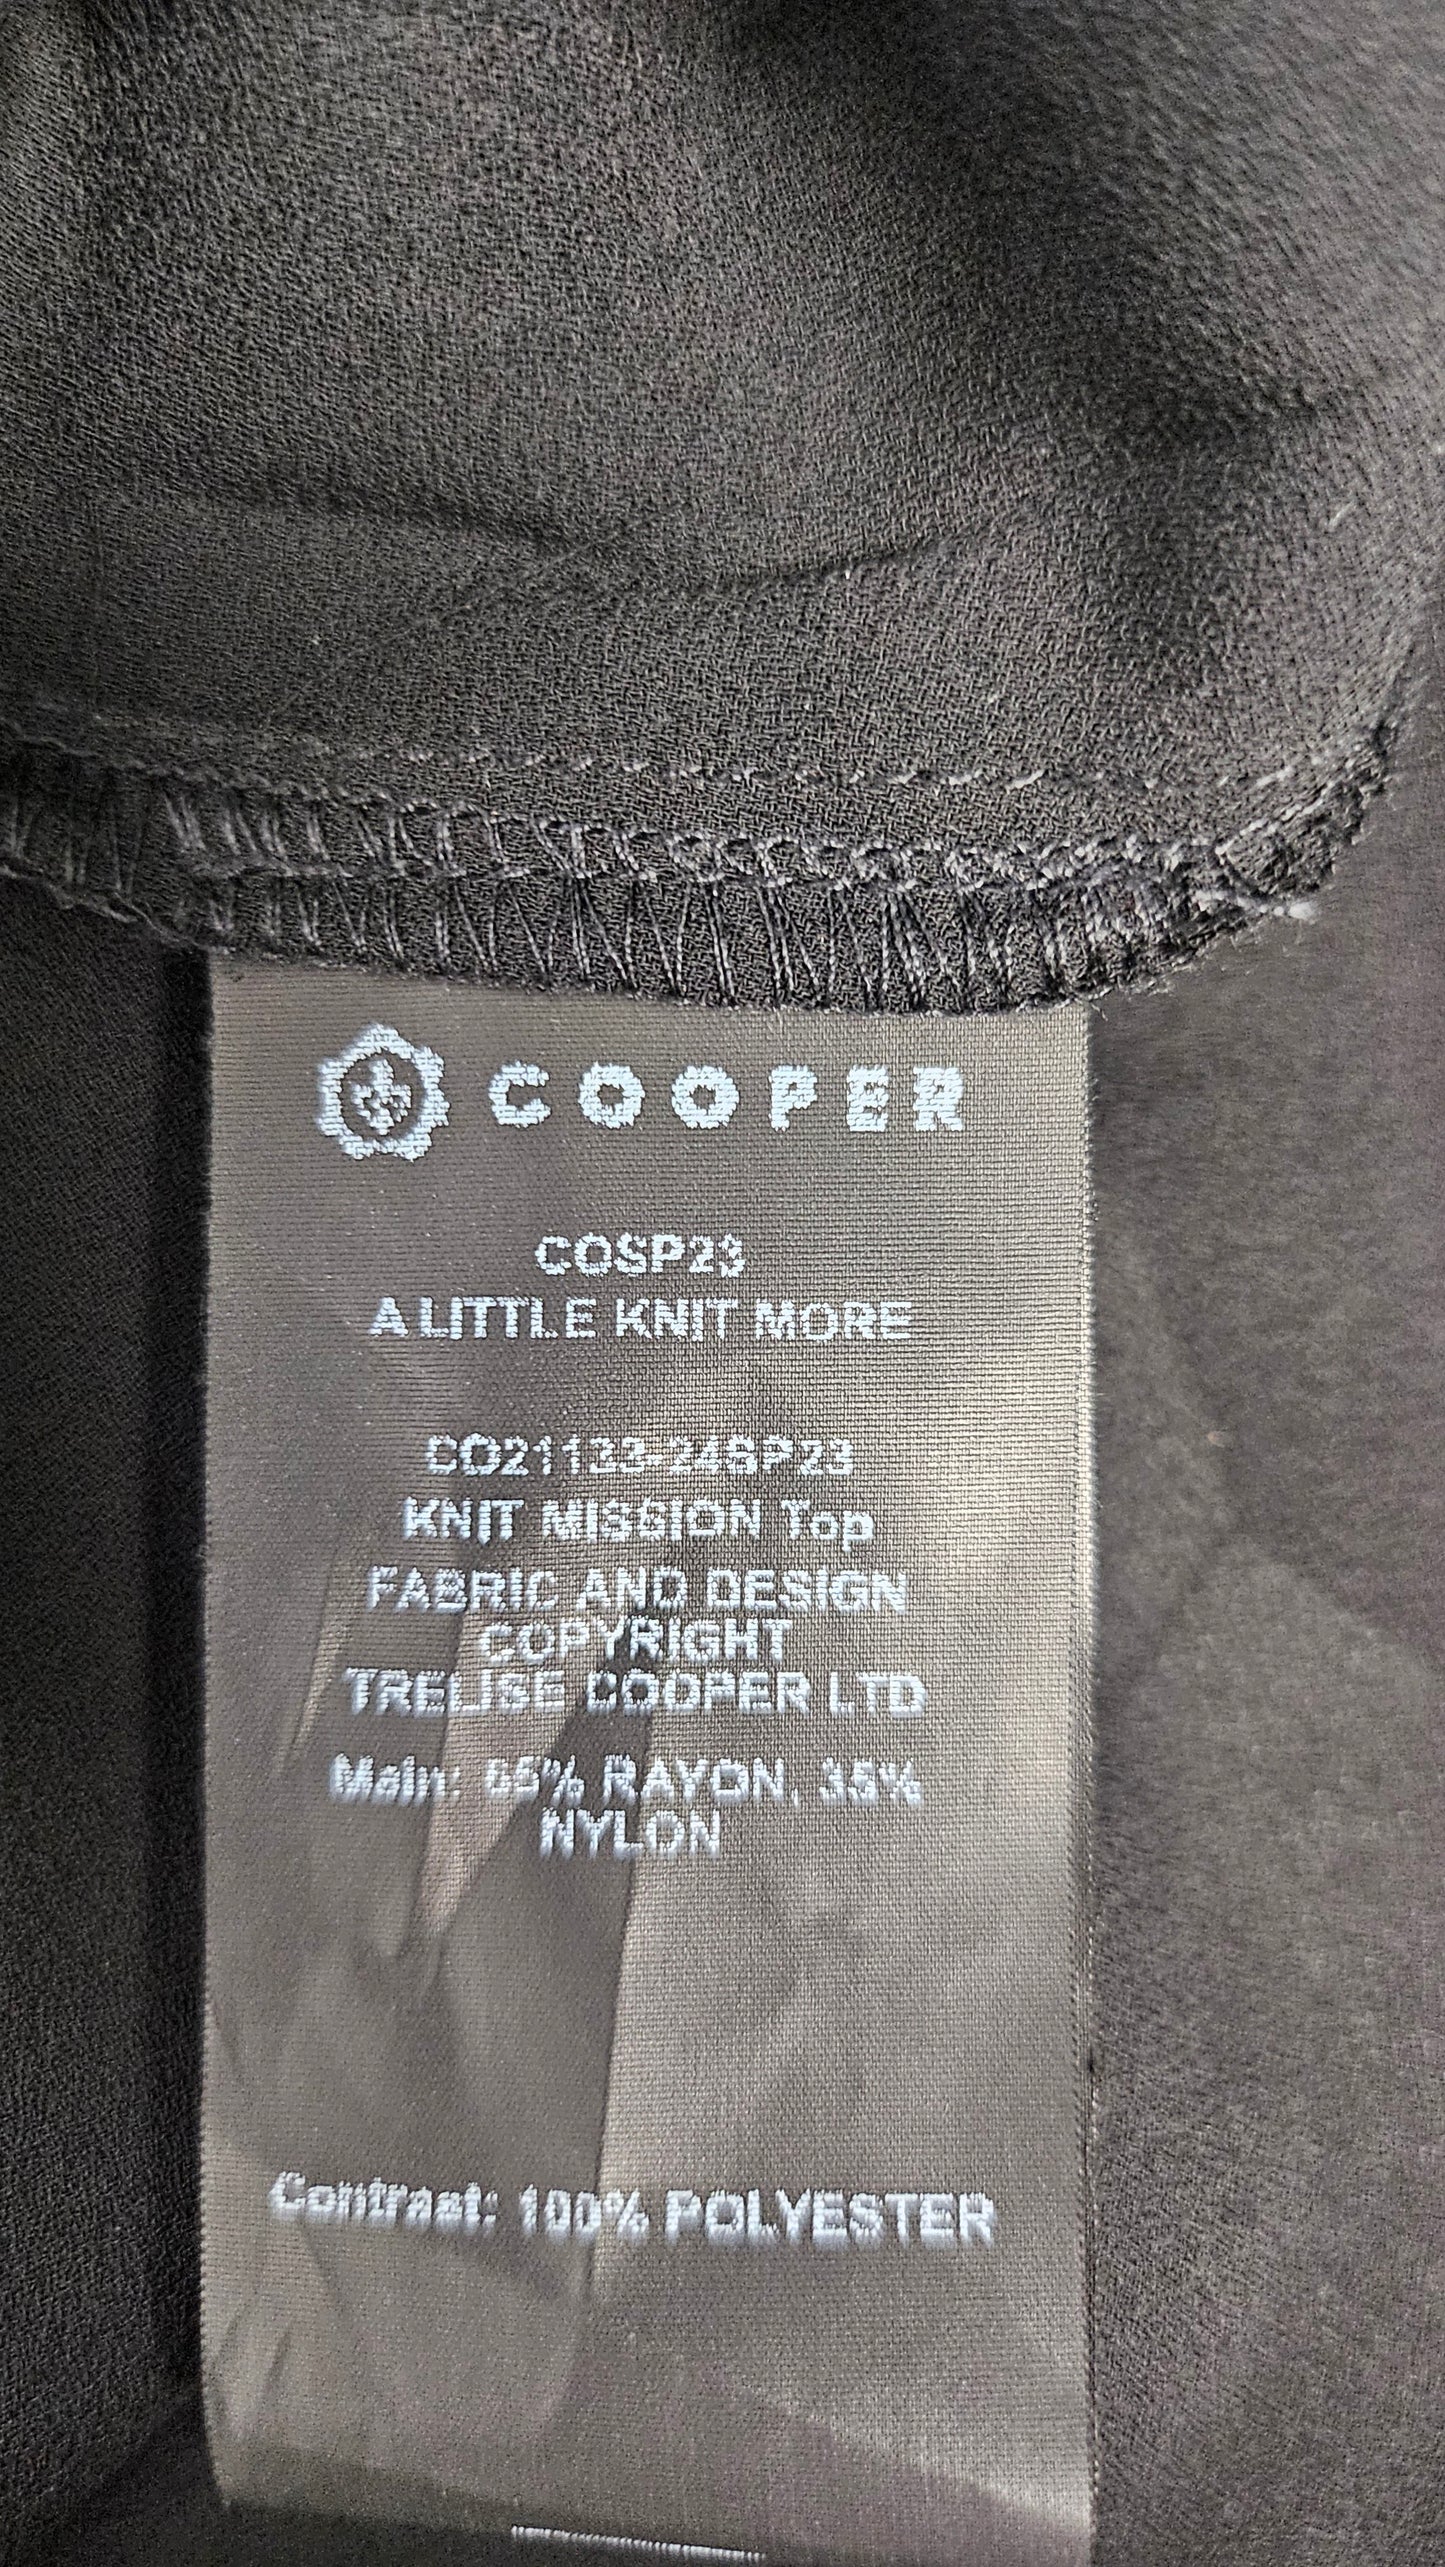 COOPER
COSP23
A LITTLE KNIT MORE
CO21133-24SP23
KNIT MISSION Top
FABRIC AND DESIGN
COPYRIGHT
TRELISE COOPER LTD
Main: 65% RAYON, 35%
NYLON
Contrast: 100% POLYESTER